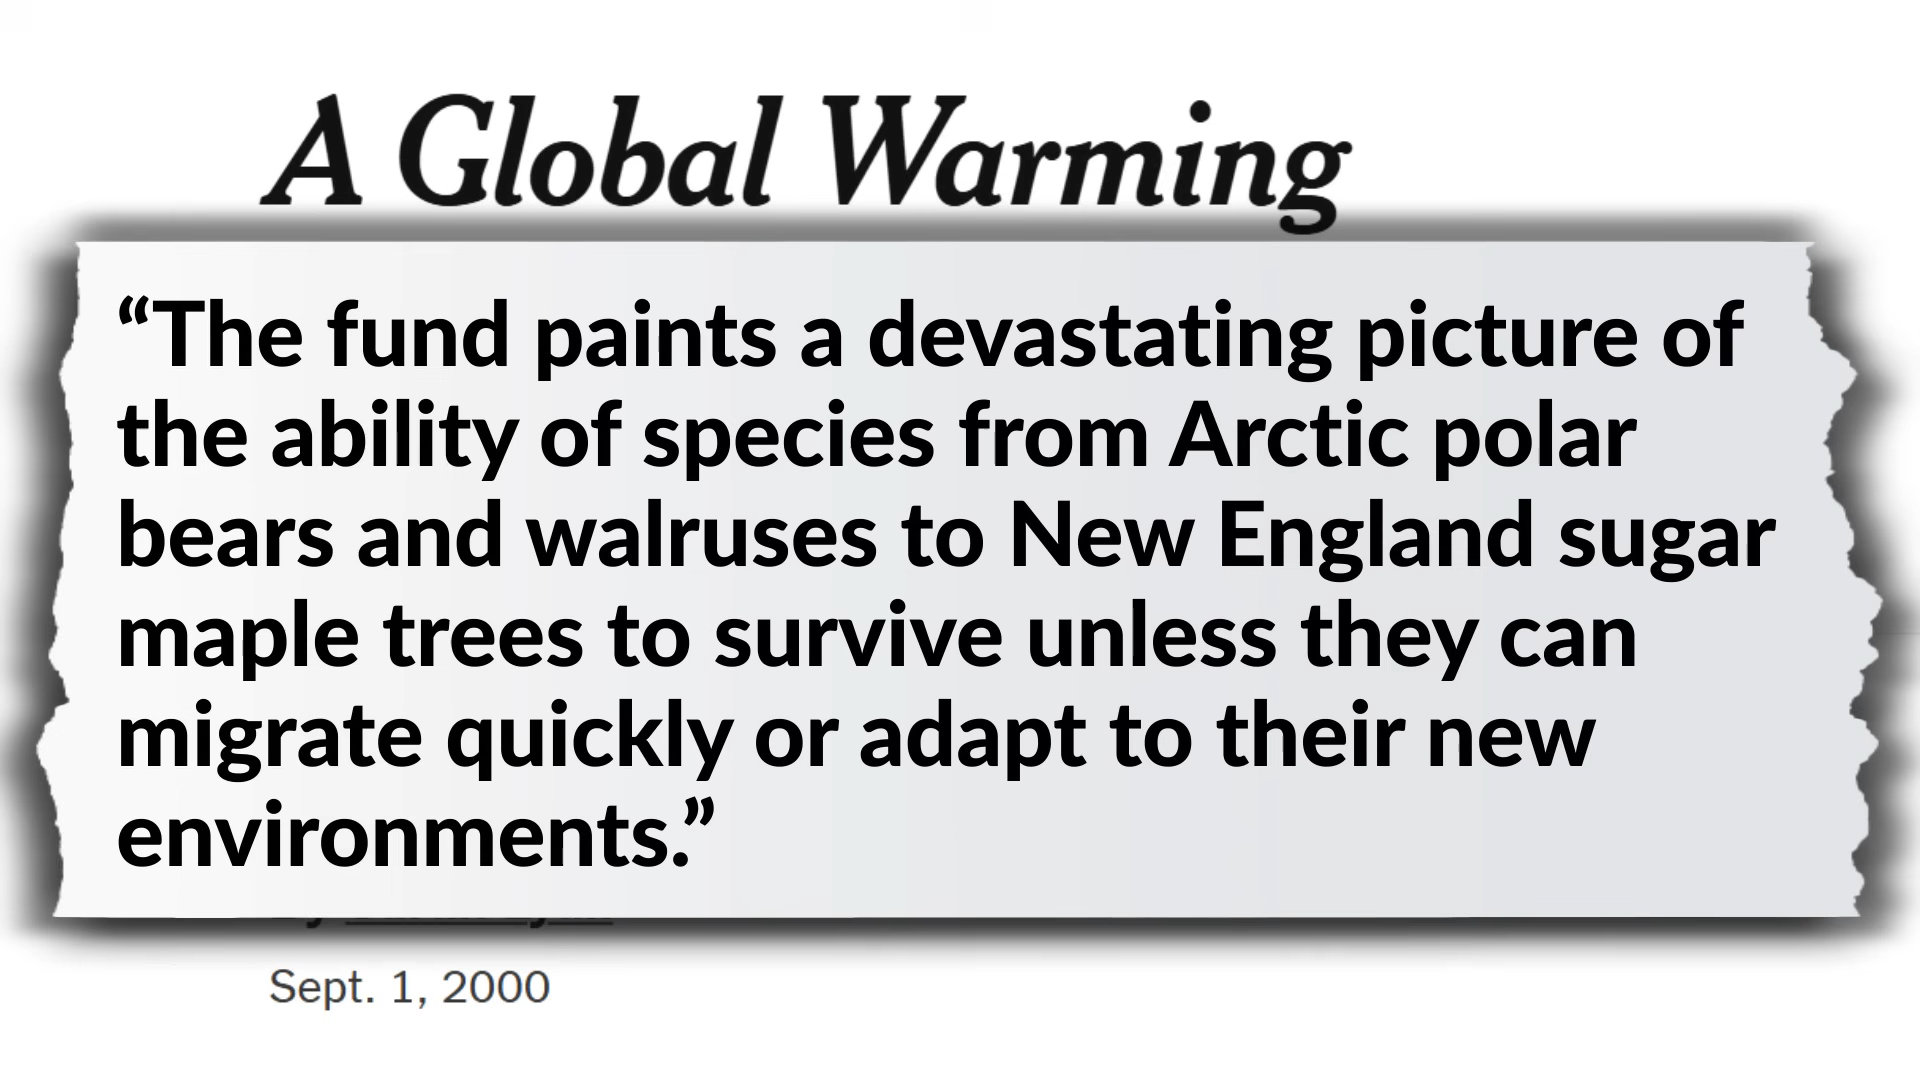 A Global Warming
“The fund paints a devastating picture of
the ability of species from Arctic polar
bears and walruses to New England sugar
maple trees to survive unless they can
migrate quickly or adapt to their new
environments.”
Sept. 1, 2000